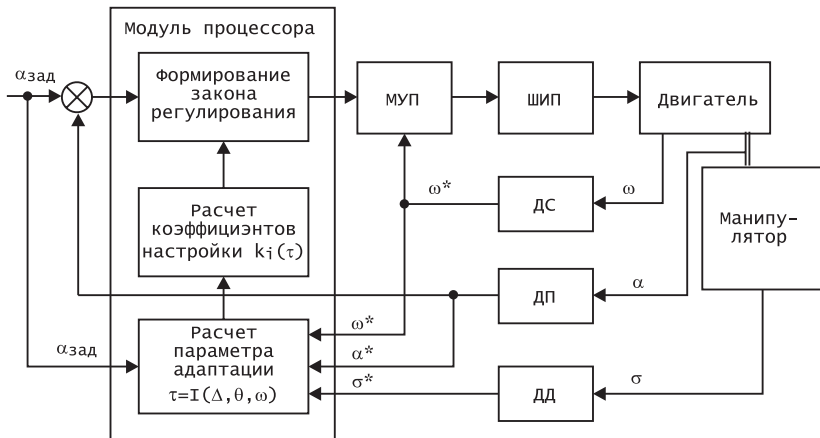 Модуль процессора
αзад
Формирование
закона
регулирования
МУП
ШИП
Двигатель
ω*
ДС
ω
Расчет
коэффициэнтов
настройки ki(τ)
Манипу-
лятор
ДП
α
αзад
Расчет
параметра
адаптации
τ=I(Δ,θ,ω)
ω*
α*
σ*
ДД
σ